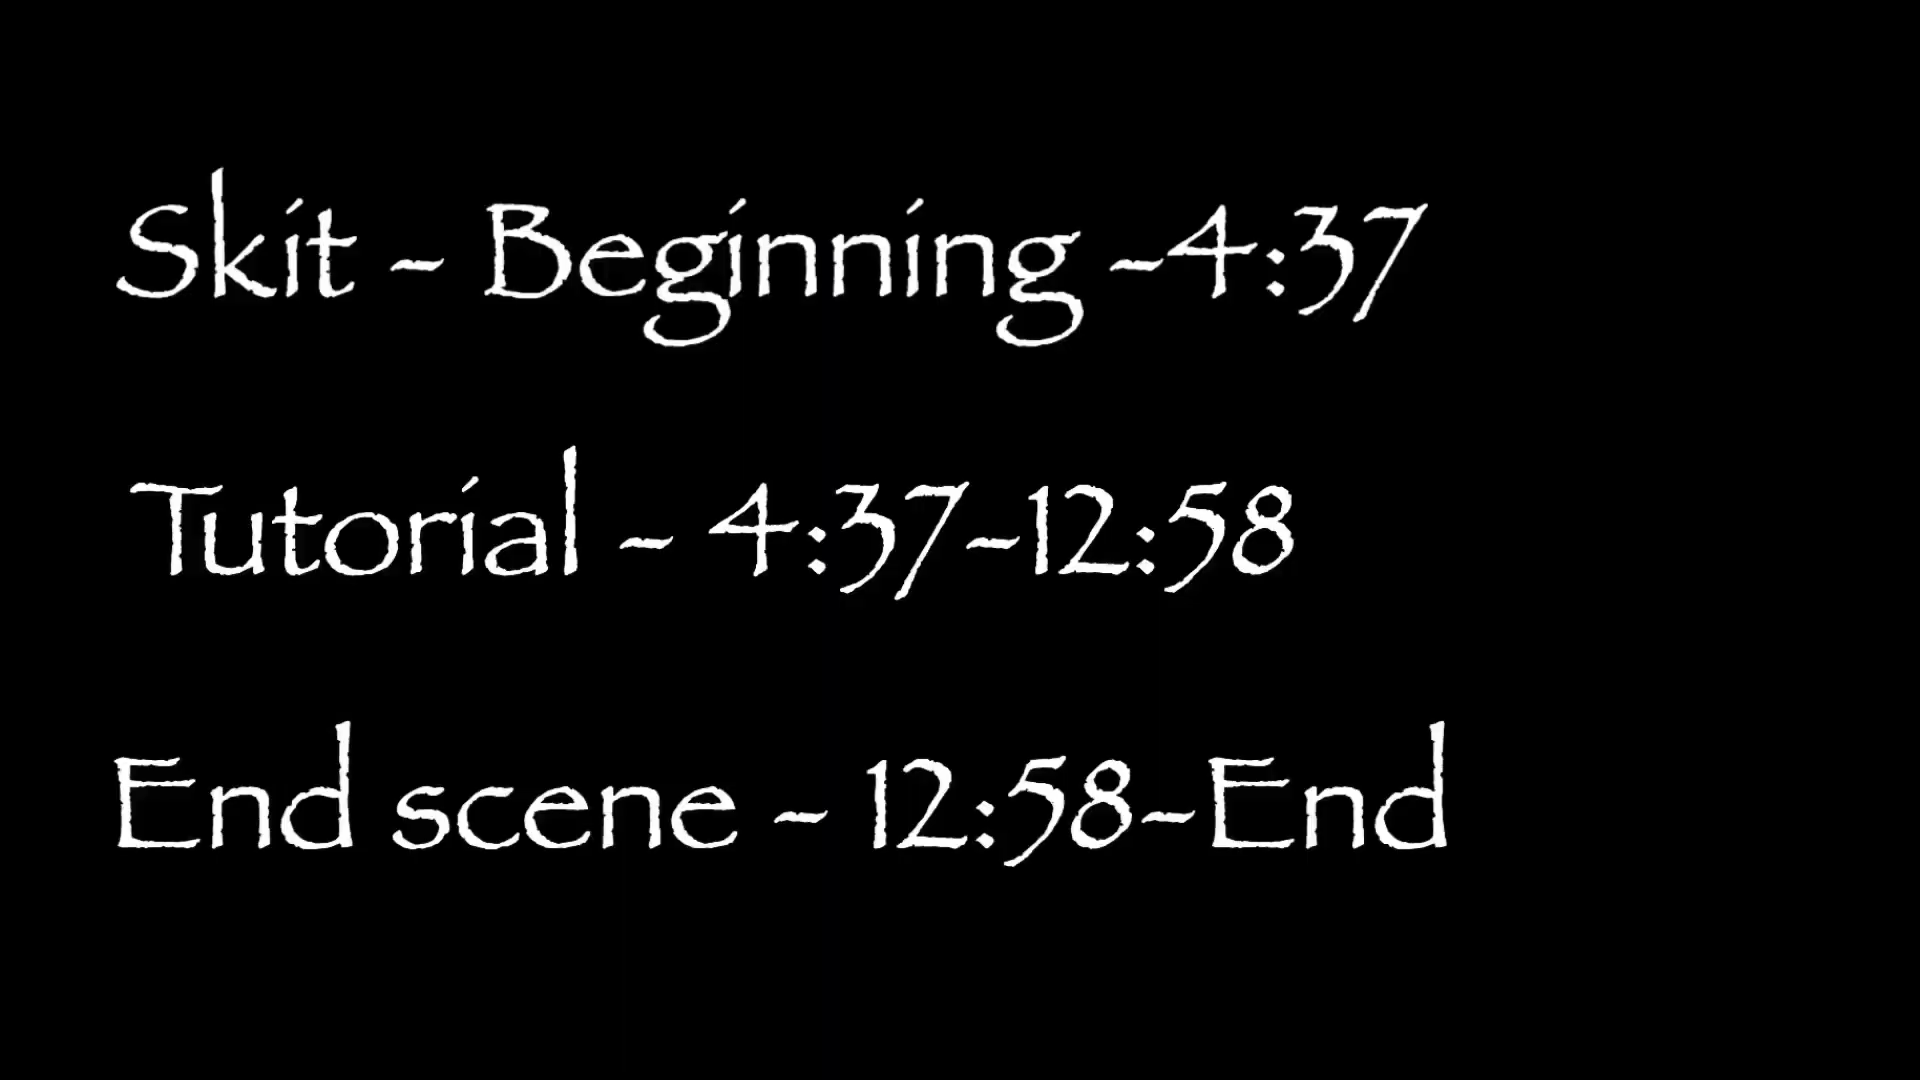 Skit - Beginning -4:37
Tutorial - 4:37-12:58
End scene - 12:58-End